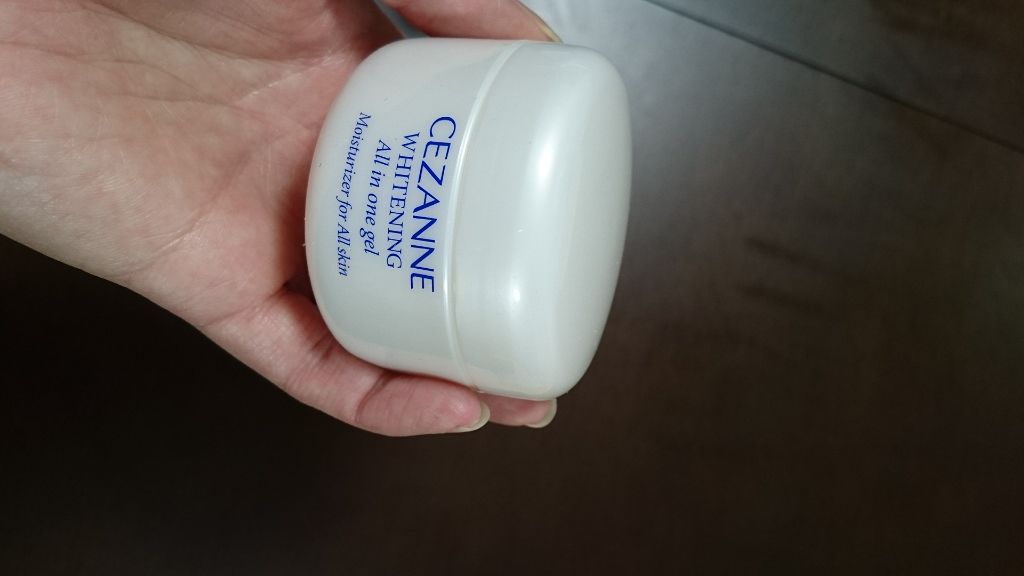 CEZANNE
WHITENING
All in one gel
Moisturizer for All skin